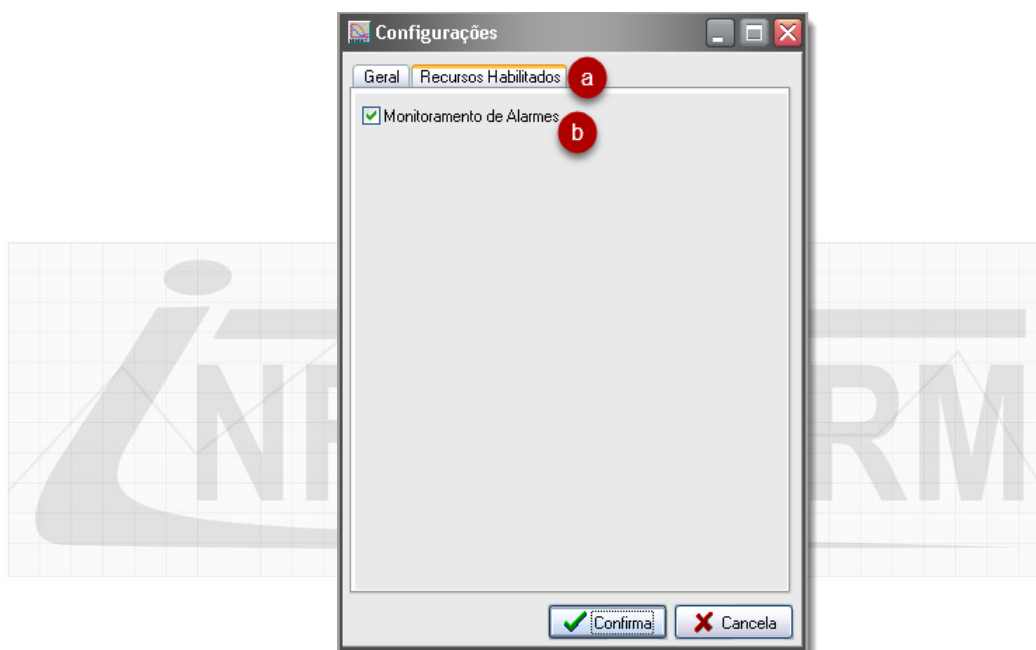 Configurações
Geral Recursos Habilitados a
Monitoramento de Alarmes
b
Confirma Cancela